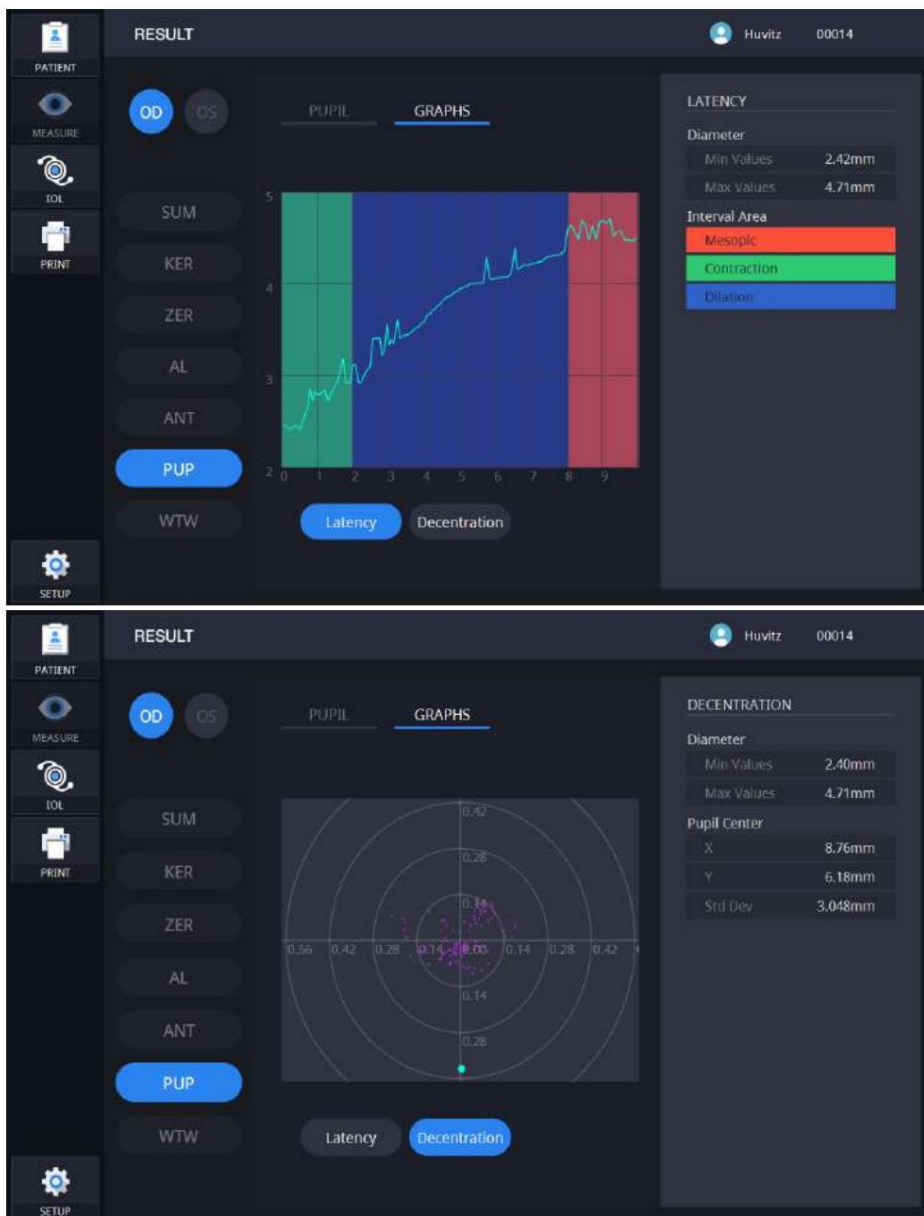 RESULT
Huvitz 00014
PATIENT
MEASURE
IOL
PRINT
SETUP
OD OS
SUM
KER
ZER
AL
ANT
PUP
WTW
PUPIL GRAPHS
5
4
3
2
0 1 2 3 4 5 6 7 8 9
Latency Decentration
LATENCY
Diameter
Min Values 2.42mm
Max Values 4.71mm
Interval Area
Mesopic
Contraction
Dilation
RESULT
Huvitz 00014
PATIENT
MEASURE
IOL
PRINT
SETUP
OD OS
SUM
KER
ZER
AL
ANT
PUP
WTW
PUPIL GRAPHS
0.42
0.28
0.14
0.56 0.42 0.28 0.14 0.00 0.14 0.28 0.42
0.14
0.28
Latency Decentration
DECENTRATION
Diameter
Min Values 2.40mm
Max Values 4.71mm
Pupil Center
X 8.76mm
Y 6.18mm
Std Dev 3.048mm